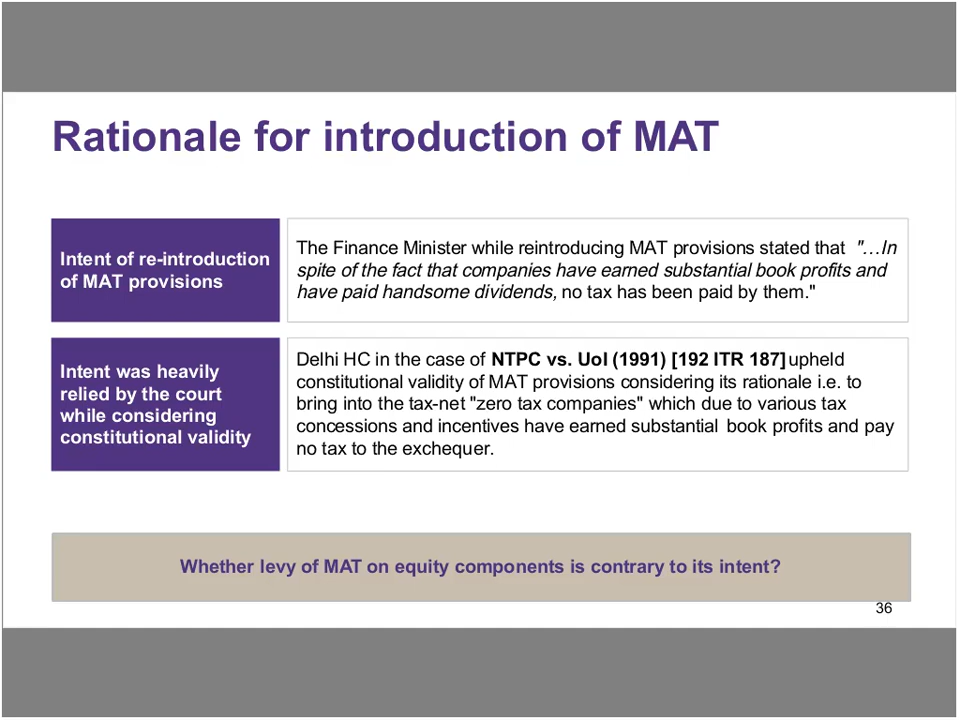 Rationale for introduction of MAT
Intent of re-introduction
of MAT provisions
The Finance Minister while reintroducing MAT provisions stated that "…In
spite of the fact that companies have earned substantial book profits and
have paid handsome dividends, no tax has been paid by them."
Intent was heavily
relied by the court
while considering
constitutional validity
Delhi HC in the case of NTPC vs. UoI (1991) [192 ITR 187] upheld
constitutional validity of MAT provisions considering its rationale i.e. to
bring into the tax-net "zero tax companies" which due to various tax
concessions and incentives have earned substantial book profits and pay
no tax to the exchequer.
Whether levy of MAT on equity components is contrary to its intent?
36